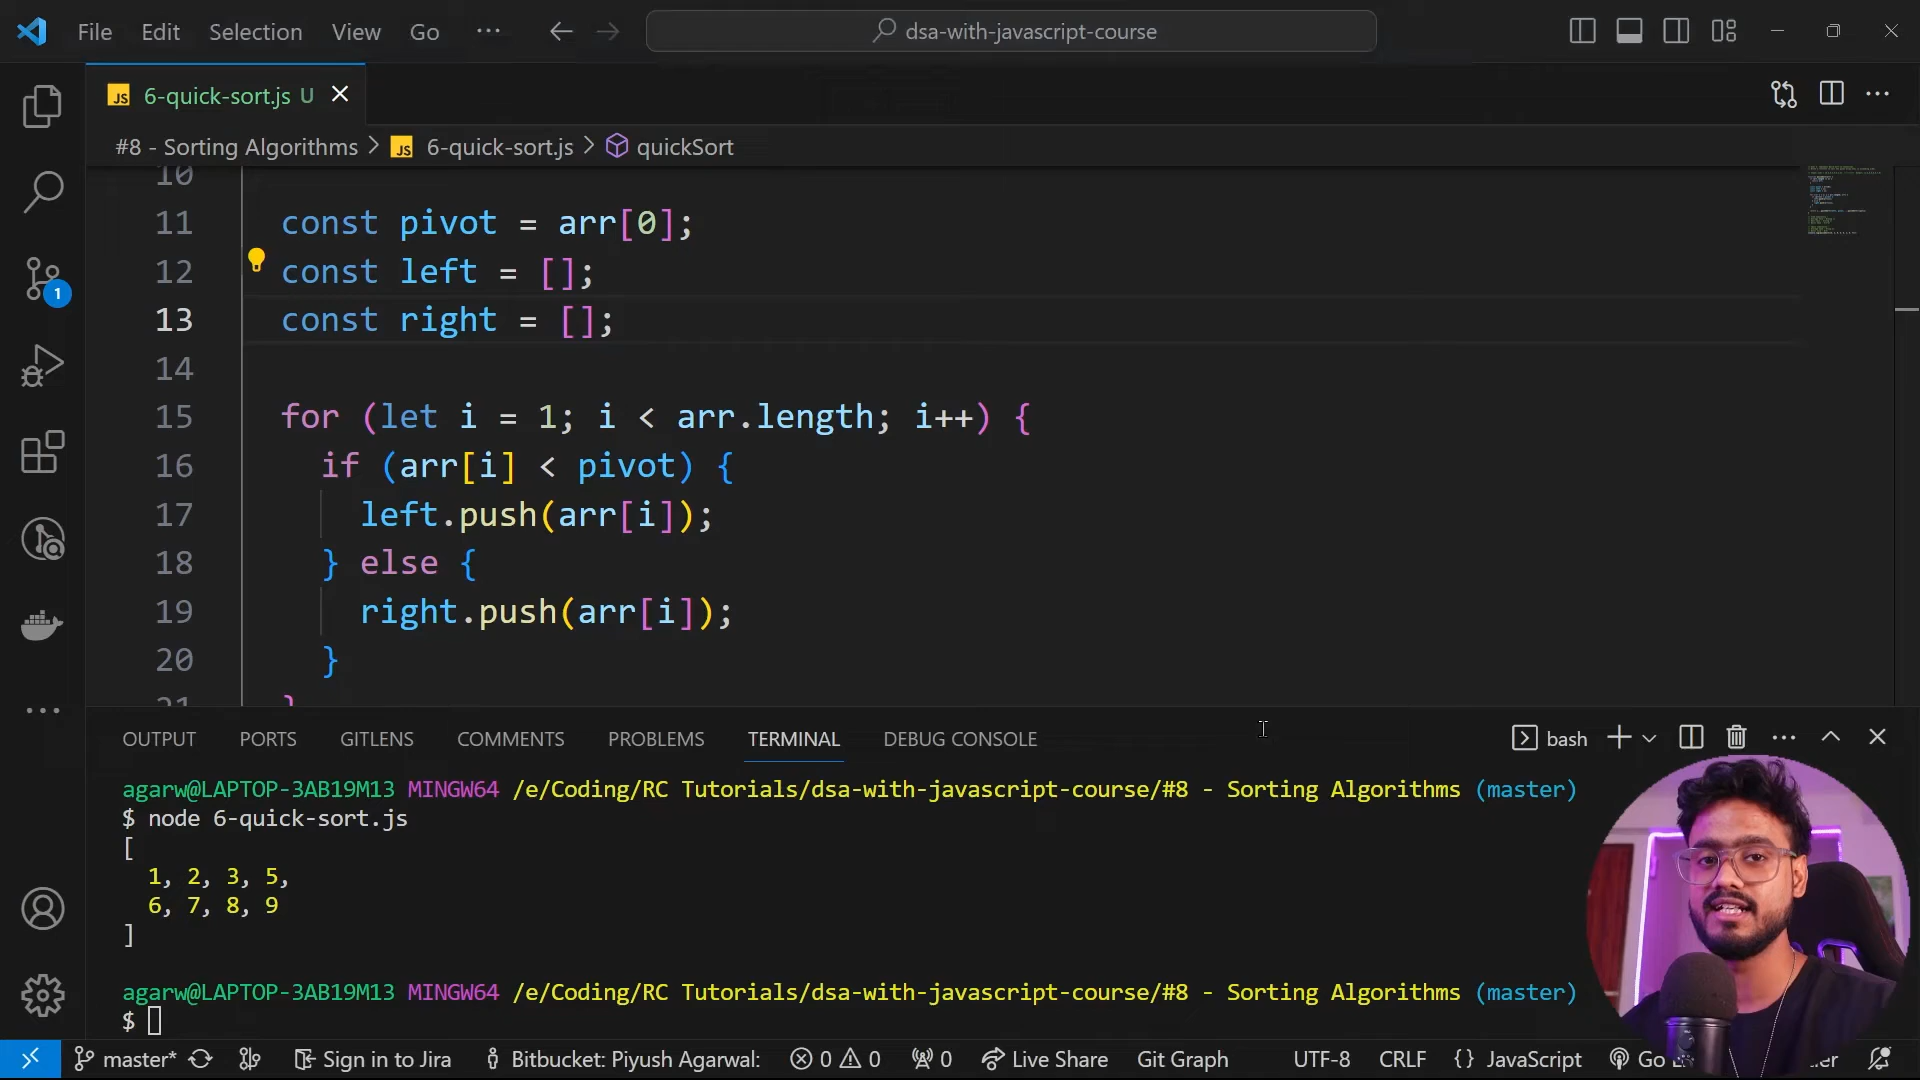 File Edit Selection View Go ... dsa-with-javascript-course
JS 6-quick-sort.js U
#8 - Sorting Algorithms > JS 6-quick-sort.js > quickSort
10
11 const pivot = arr[0];
12 const left = [];
13 const right = [];
14
15 for (let i = 1; i < arr.length; i++) {
16 if (arr[i] < pivot) {
17 left.push(arr[i]);
18 } else {
19 right.push(arr[i]);
20 }
21 }
1
OUTPUT PORTS GITLENS COMMENTS PROBLEMS TERMINAL DEBUG CONSOLE bash
agarw@LAPTOP-3AB19M13 MINGW64 /e/Coding/RC Tutorials/dsa-with-javascript-course/#8 - Sorting Algorithms (master)
$ node 6-quick-sort.js
[
1, 2, 3, 5,
6, 7, 8, 9
]
agarw@LAPTOP-3AB19M13 MINGW64 /e/Coding/RC Tutorials/dsa-with-javascript-course/#8 - Sorting Algorithms (master)
$
master* Sign in to Jira Bitbucket: Piyush Agarwal: 0 0 0 Live Share Git Graph UTF-8 CRLF {} JavaScript Go